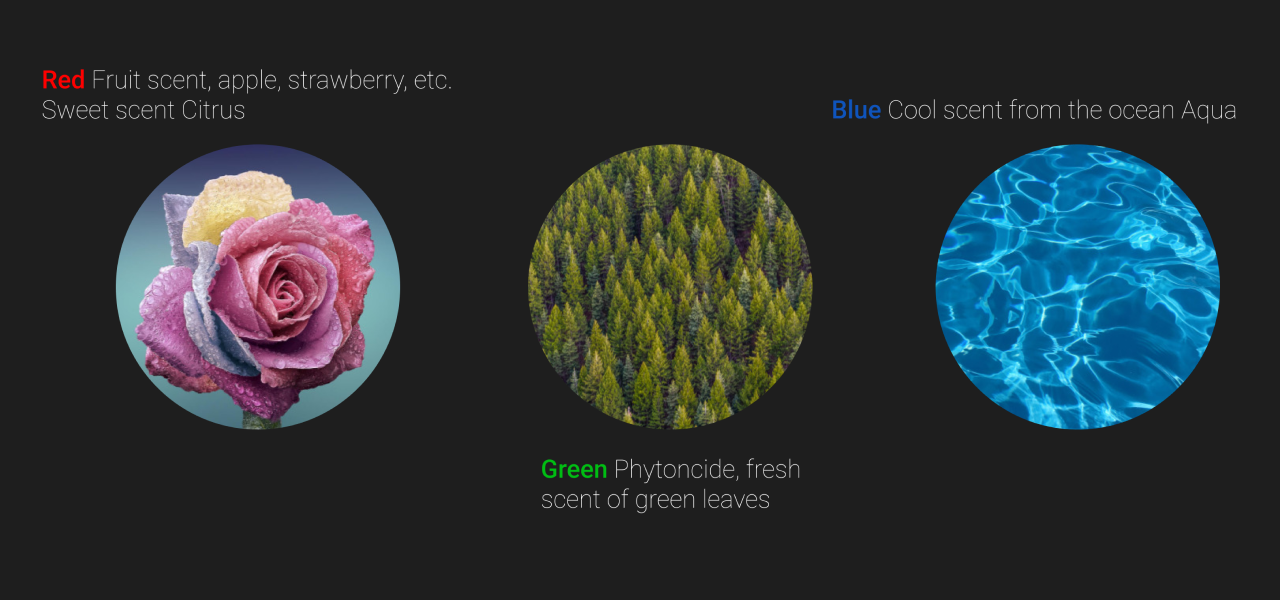 Red Fruit scent, apple, strawberry, etc.
Sweet scent Citrus
Blue Cool scent from the ocean Aqua
Green Phytoncide, fresh
scent of green leaves